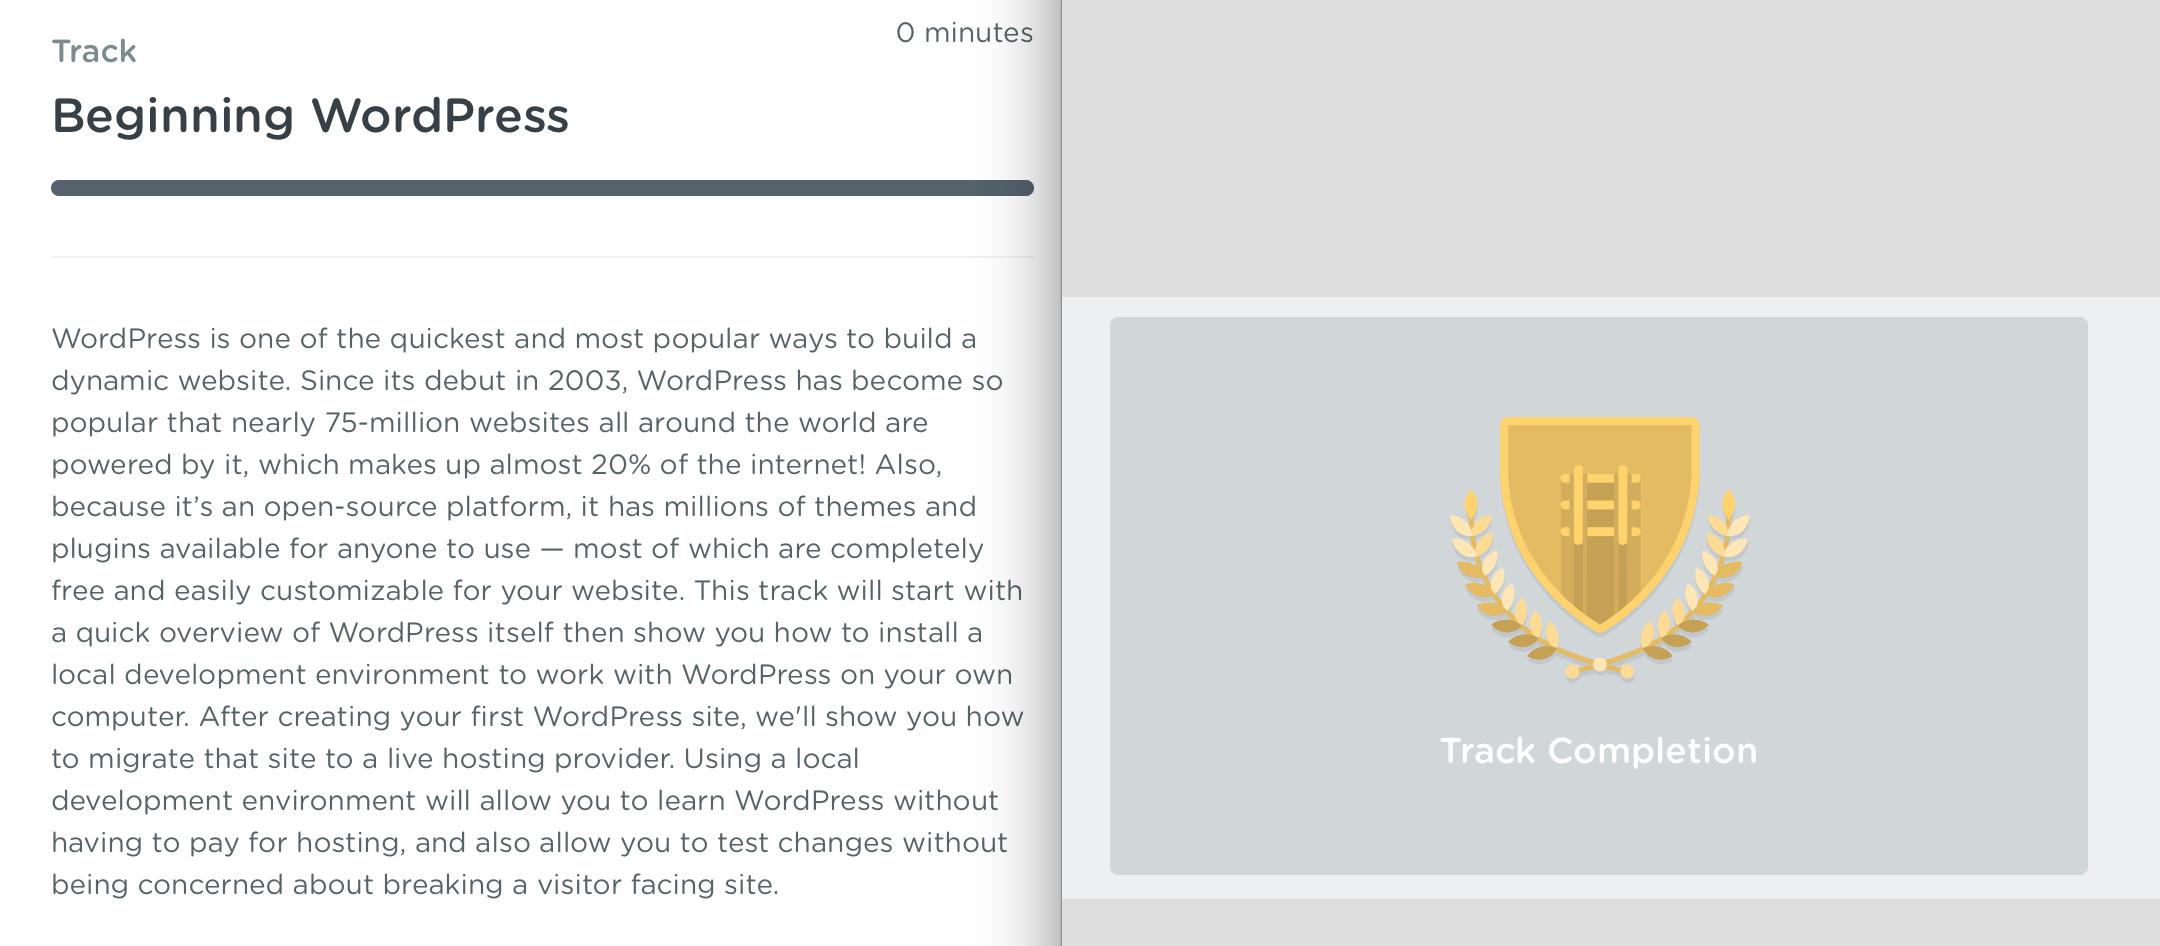 0 minutes
Track
Beginning WordPress
WordPress is one of the quickest and most popular ways to build a
dynamic website. Since its debut in 2003, WordPress has become so
popular that nearly 75-million websites all around the world are
powered by it, which makes up almost 20% of the internet! Also,
because it’s an open-source platform, it has millions of themes and
plugins available for anyone to use — most of which are completely
free and easily customizable for your website. This track will start with
a quick overview of WordPress itself then show you how to install a
local development environment to work with WordPress on your own
computer. After creating your first WordPress site, we'll show you how
to migrate that site to a live hosting provider. Using a local
development environment will allow you to learn WordPress without
having to pay for hosting, and also allow you to test changes without
being concerned about breaking a visitor facing site.
Track Completion